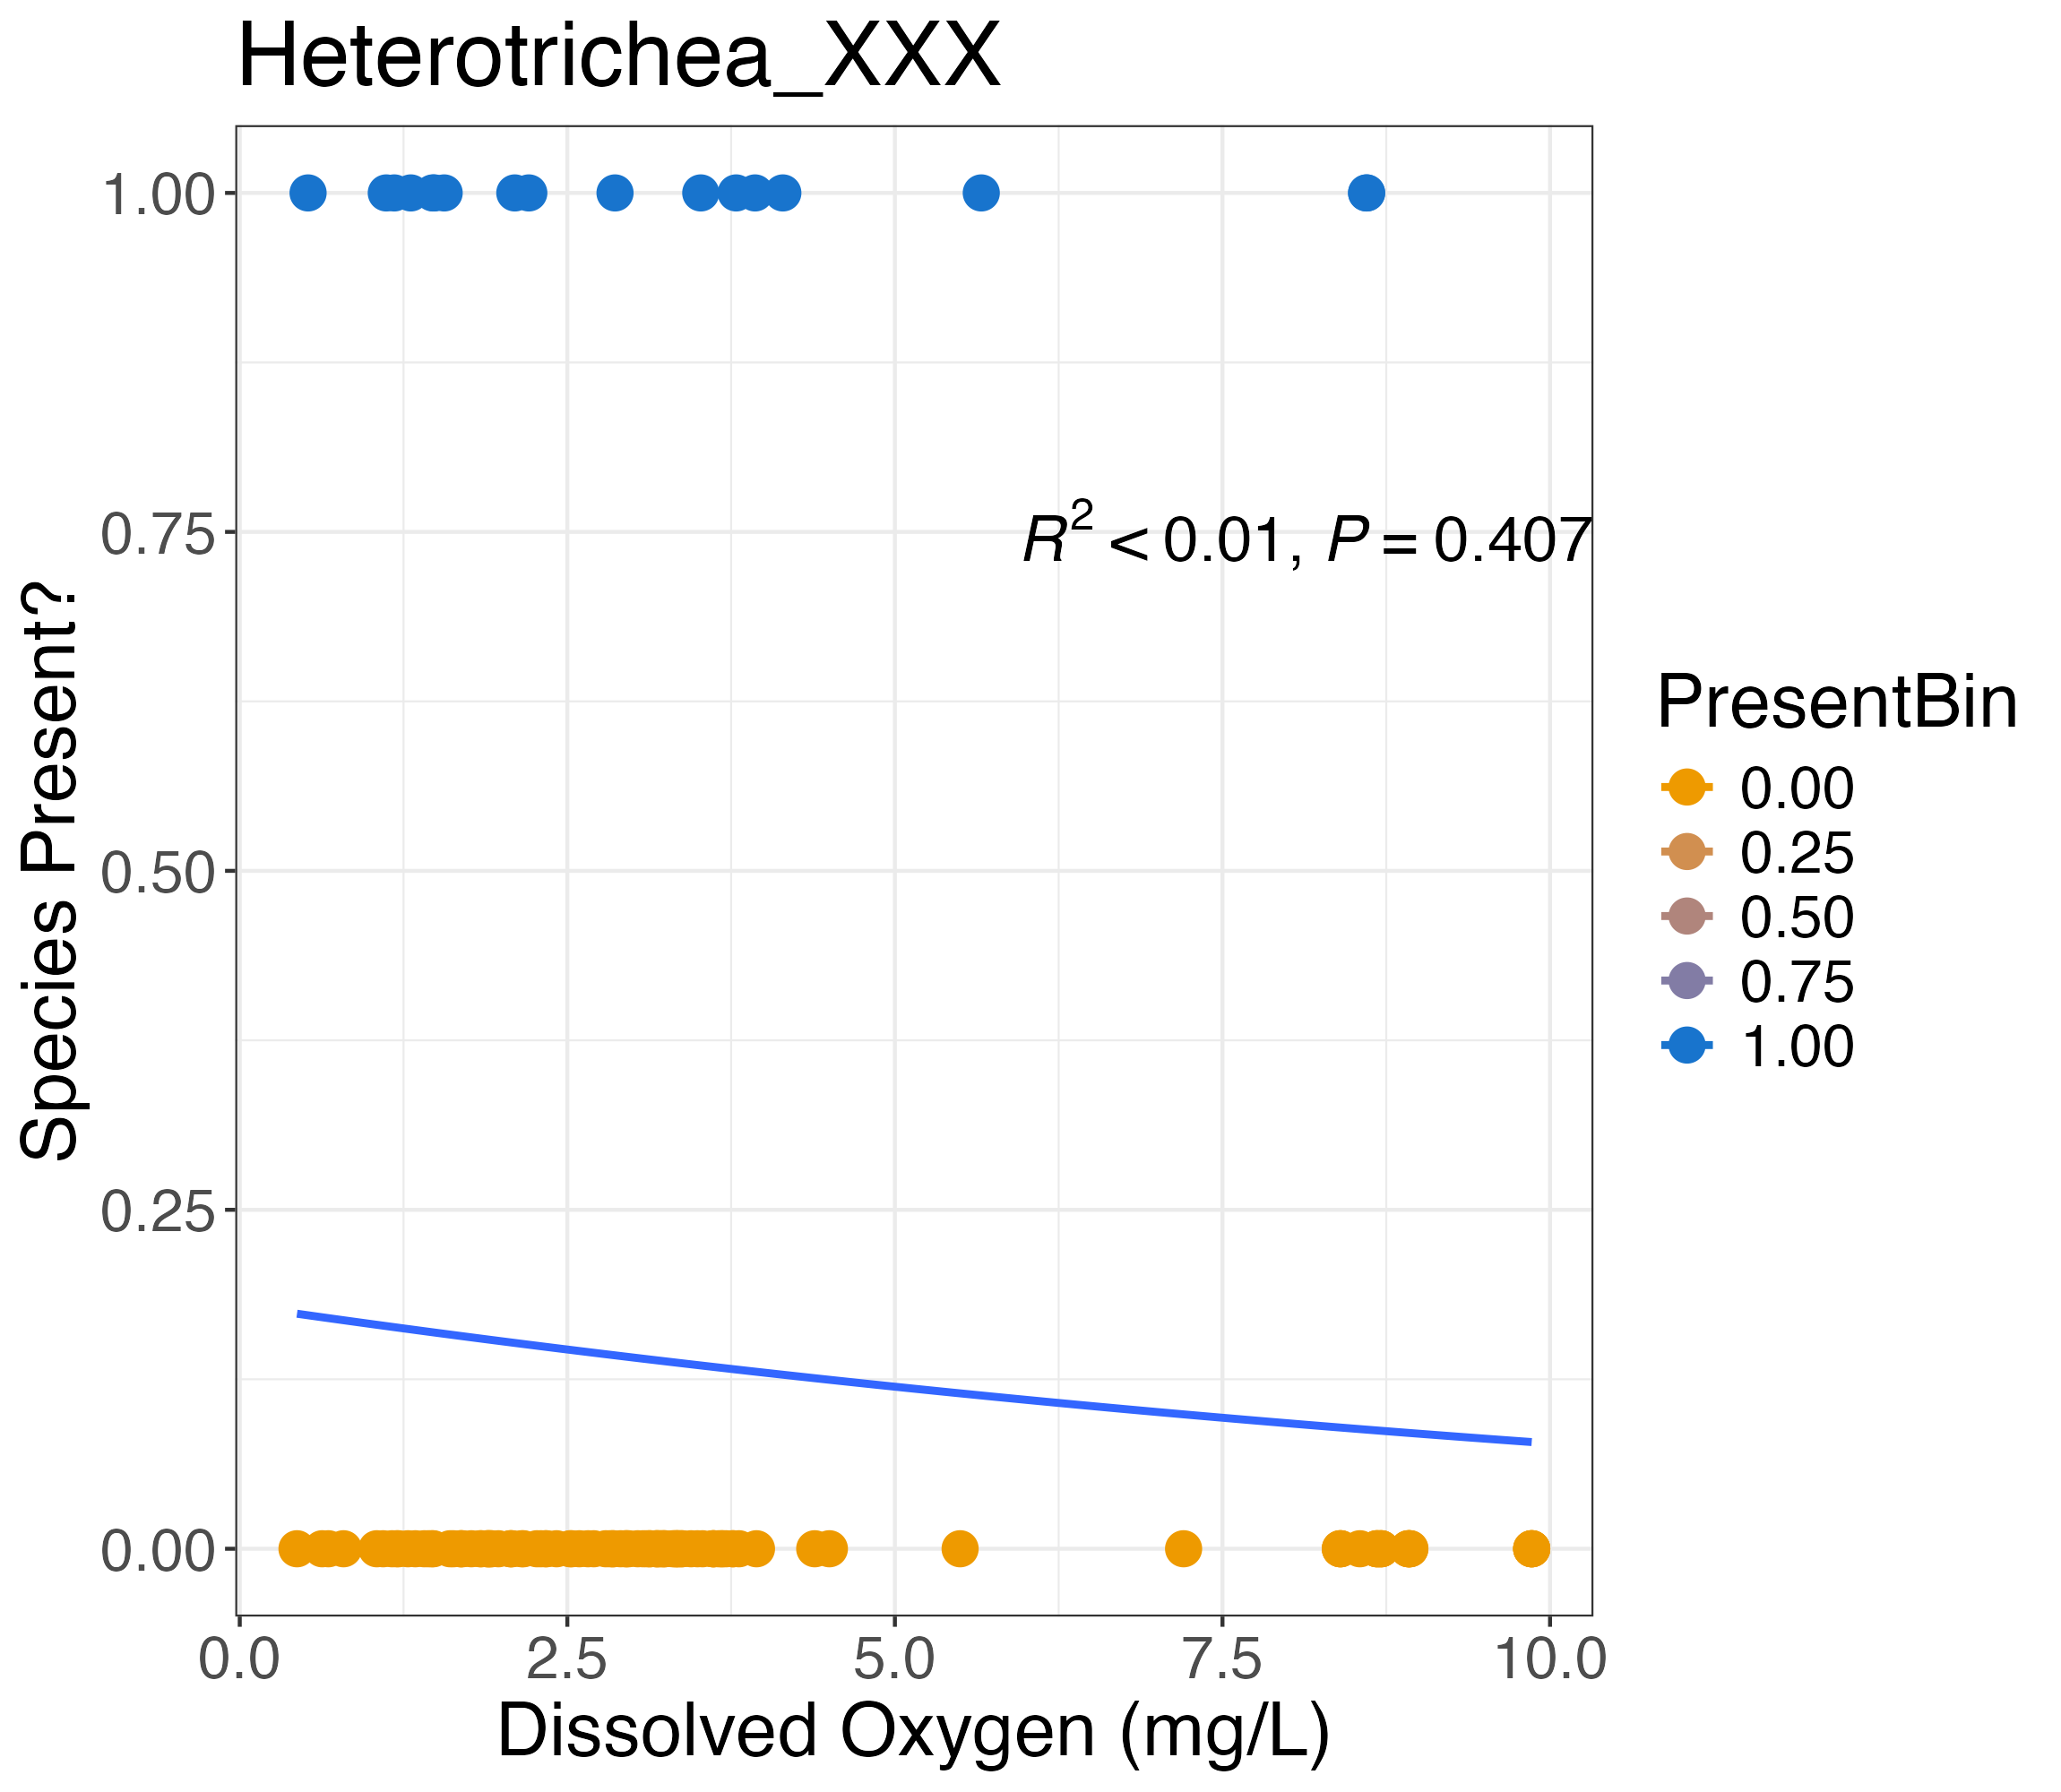 Heterotrichea_XXX
1.00
0.75
0.50
0.25
0.00
Species Present?
R² < 0.01, P = 0.407
0.0 2.5 5.0 7.5 10.0
Dissolved Oxygen (mg/L)
PresentBin
0.00
0.25
0.50
0.75
1.00